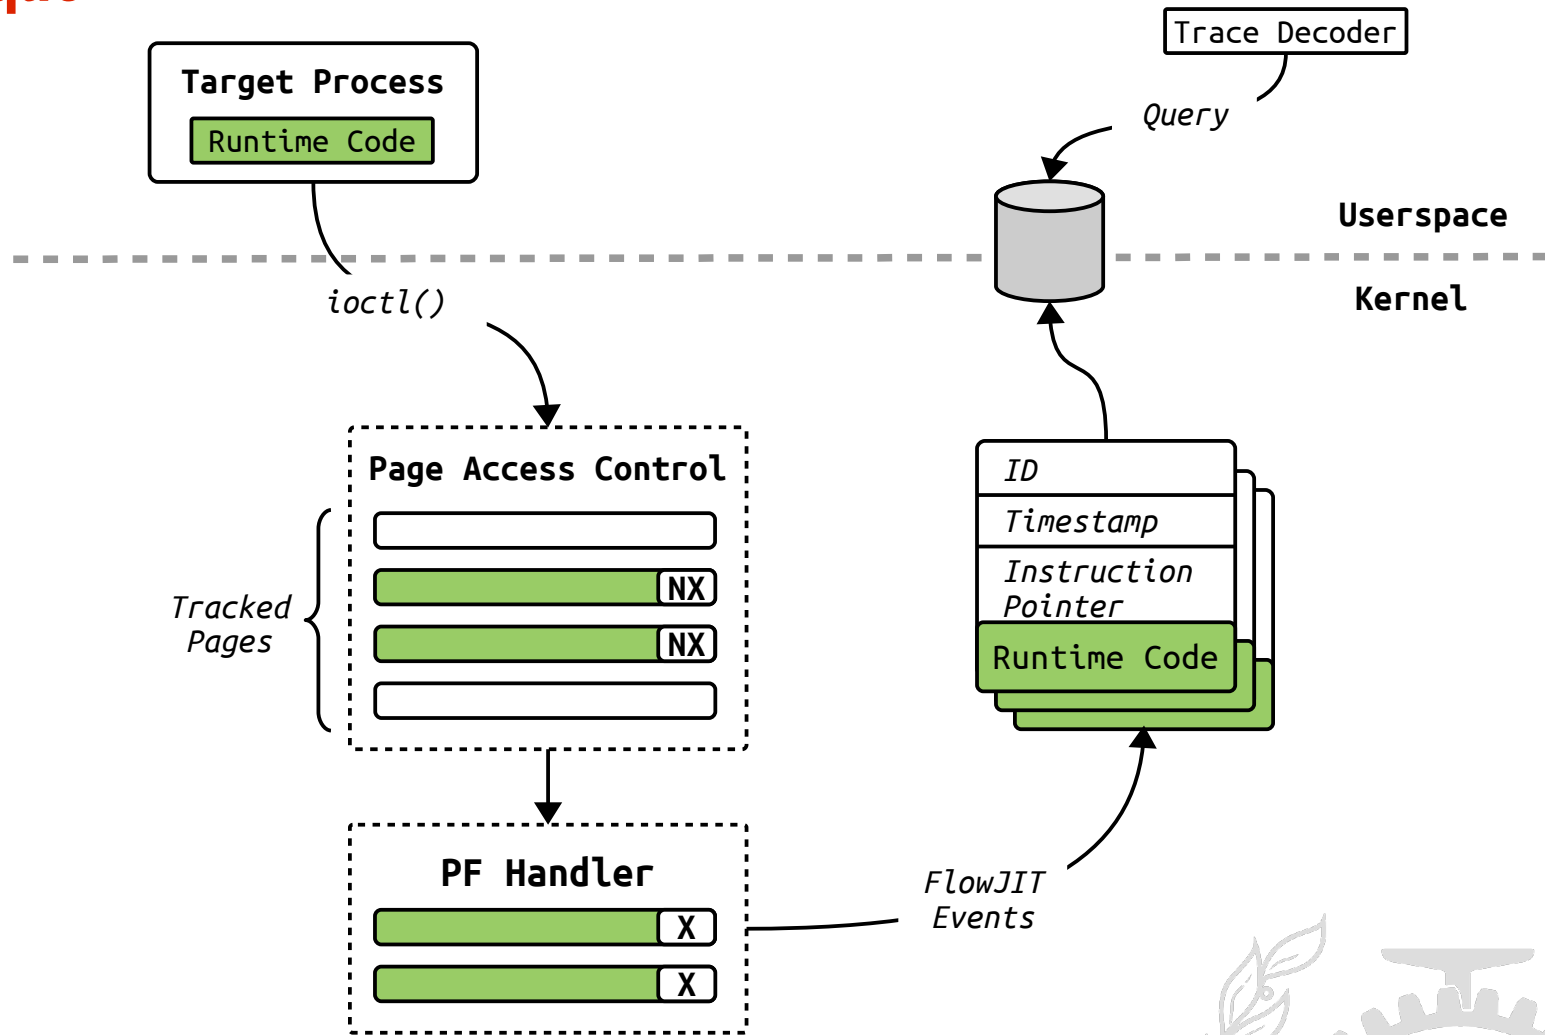 Trace Decoder
Target Process
Runtime Code
Query
Userspace
ioctl()
Kernel
Page Access Control
NX
NX
Tracked
Pages
ID
Timestamp
Instruction
Pointer
Runtime Code
PF Handler
X
X
FlowJIT
Events